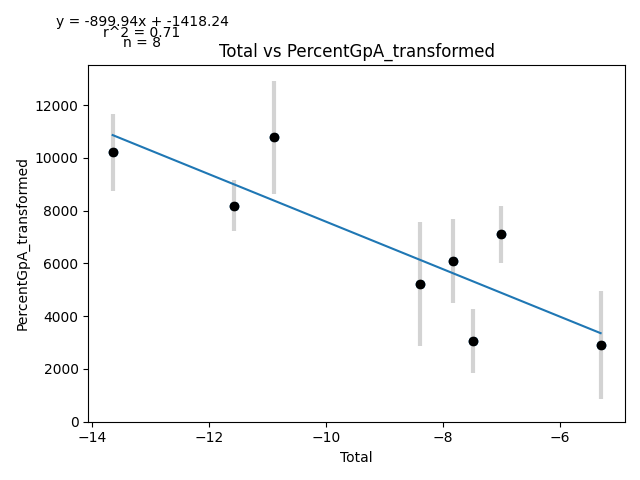 y = -899.94x + -1418.24
r^2 = 0.71
n = 8
Total vs PercentGpA_transformed
PercentGpA_transformed
12000
10000
8000
6000
4000
2000
0
−14 −12 −10 −8 −6
Total